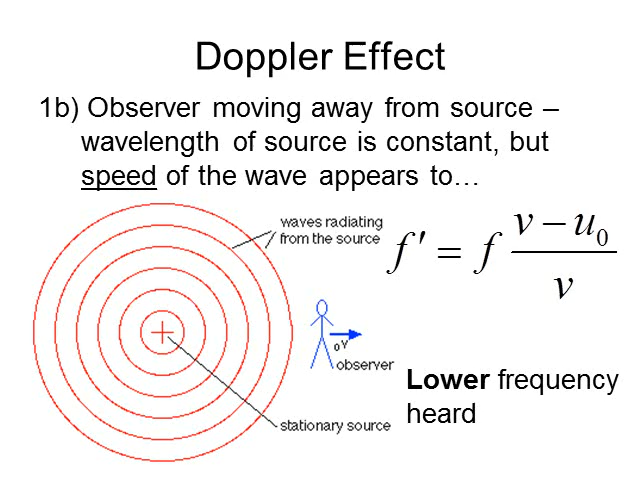 Doppler Effect
1b) Observer moving away from source –
wavelength of source is constant, but
speed of the wave appears to…
waves radiating
from the source
f′ = f (v − u₀) / v
oV
observer
Lower frequency
heard
stationary source